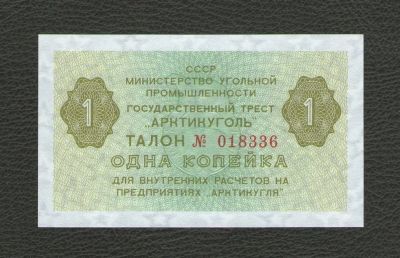 СССР
МИНИСТЕРСТВО УГОЛЬНОЙ
ПРОМЫШЛЕННОСТИ
ГОСУДАРСТВЕННЫЙ ТРЕСТ
1 „АРКТИКУГОЛЬ" 1
ТАЛОН № 018336
ОДНА КОПЕЙКА
ДЛЯ ВНУТРЕННИХ РАСЧЕТОВ НА
ПРЕДПРИЯТИЯХ „АРКТИКУГЛЯ"